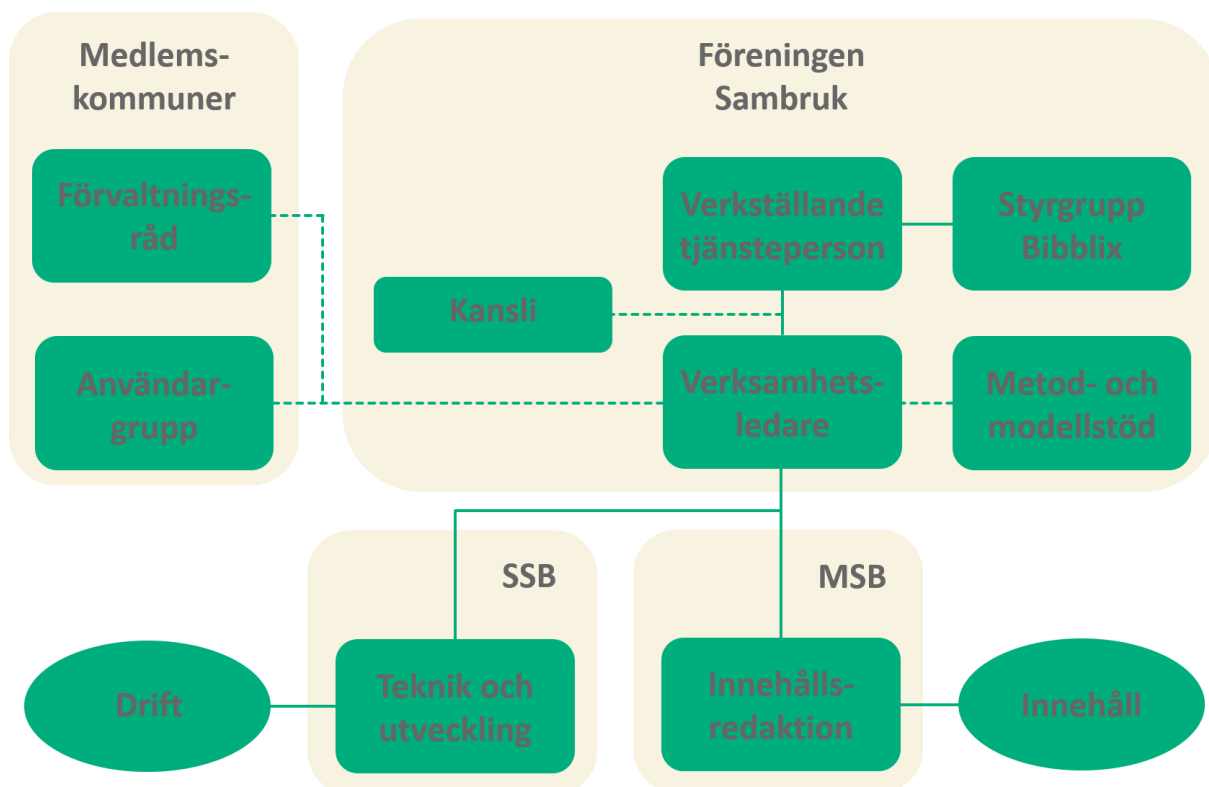 Medlems-
kommuner
Förvaltnings-
råd
Användar-
grupp
Föreningen
Sambruk
Verkställande
tjänsteperson
Styrgrupp
Bibblix
Kansli
Verksamhets-
ledare
Metod- och
modellstöd
SSB
Teknik och
utveckling
Drift
MSB
Innehålls-
redaktion
Innehåll